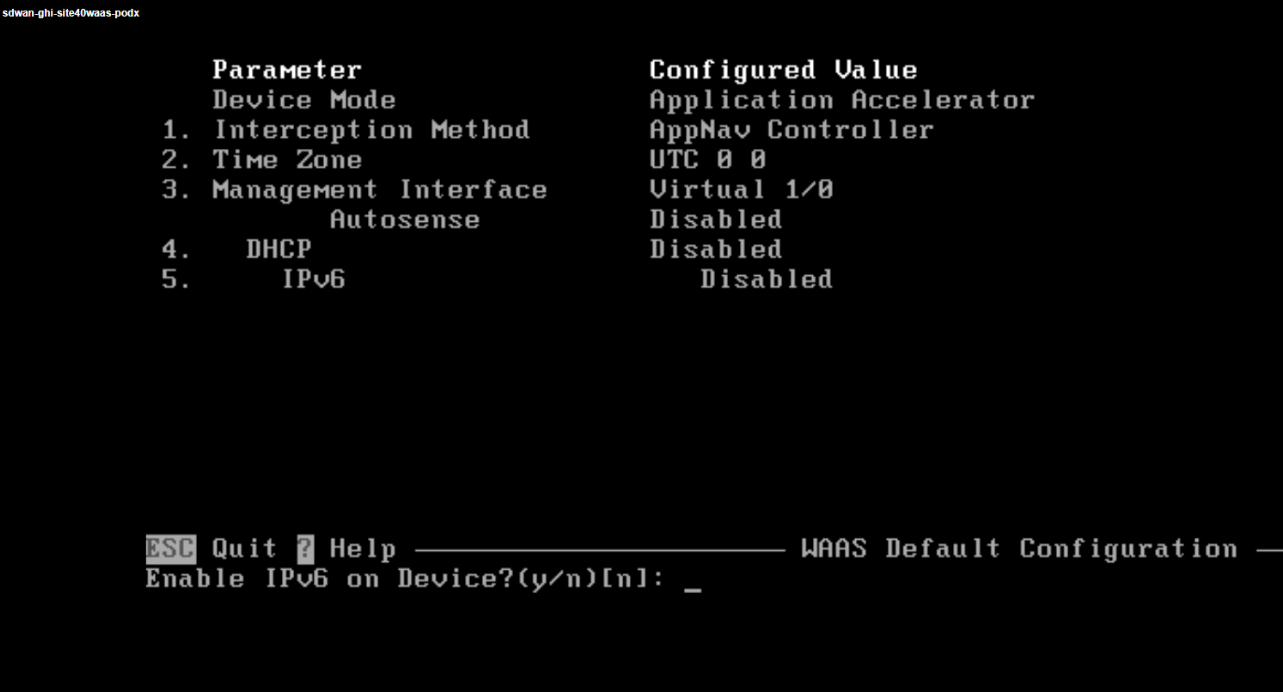 sdwan-ghi-site40waas-podx
Parameter Configured Value
Device Mode Application Accelerator
1. Interception Method AppNav Controller
2. Time Zone UTC 0 0
3. Management Interface Virtual 1/0
Autosense Disabled
4. DHCP Disabled
5. IPv6 Disabled
ESC Quit ? Help WAAS Default Configuration
Enable IPv6 on Device?(y/n)[n]: _